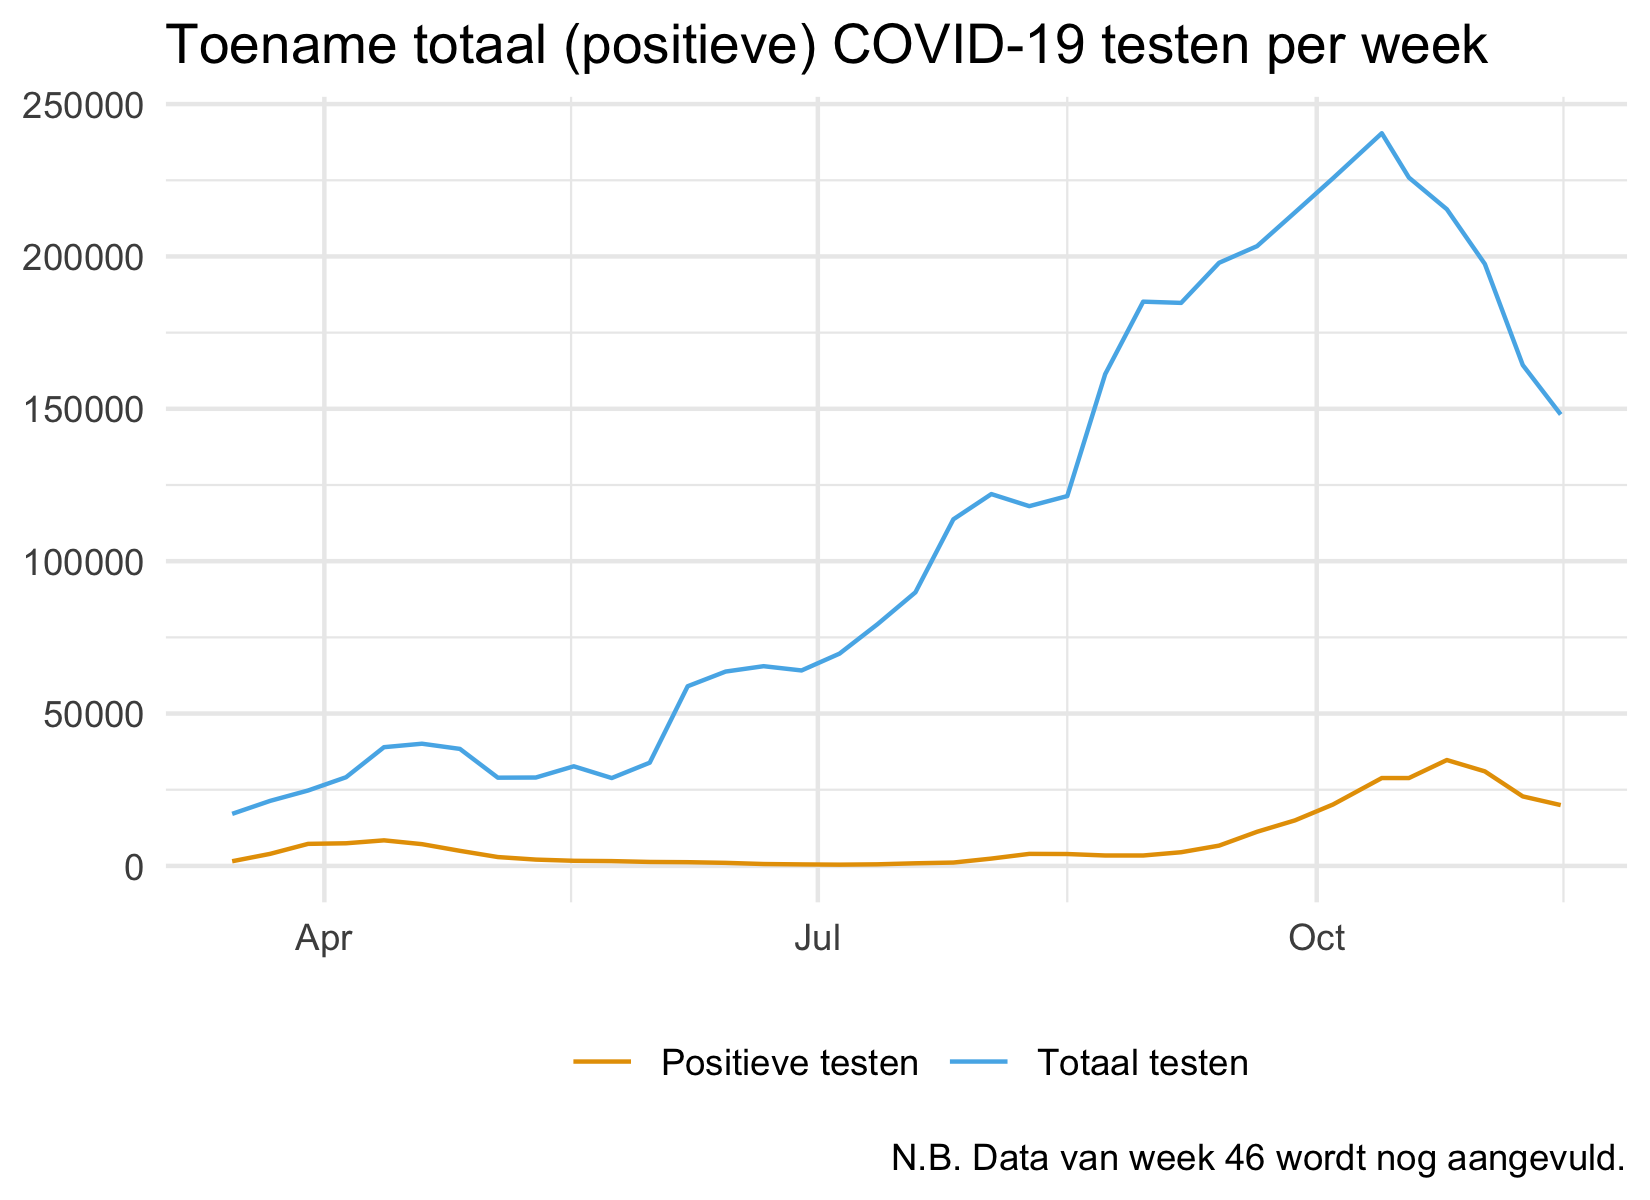 Toename totaal (positieve) COVID-19 testen per week
250000
200000
150000
100000
50000
0
Apr Jul Oct
Positieve testen Totaal testen
N.B. Data van week 46 wordt nog aangevuld.